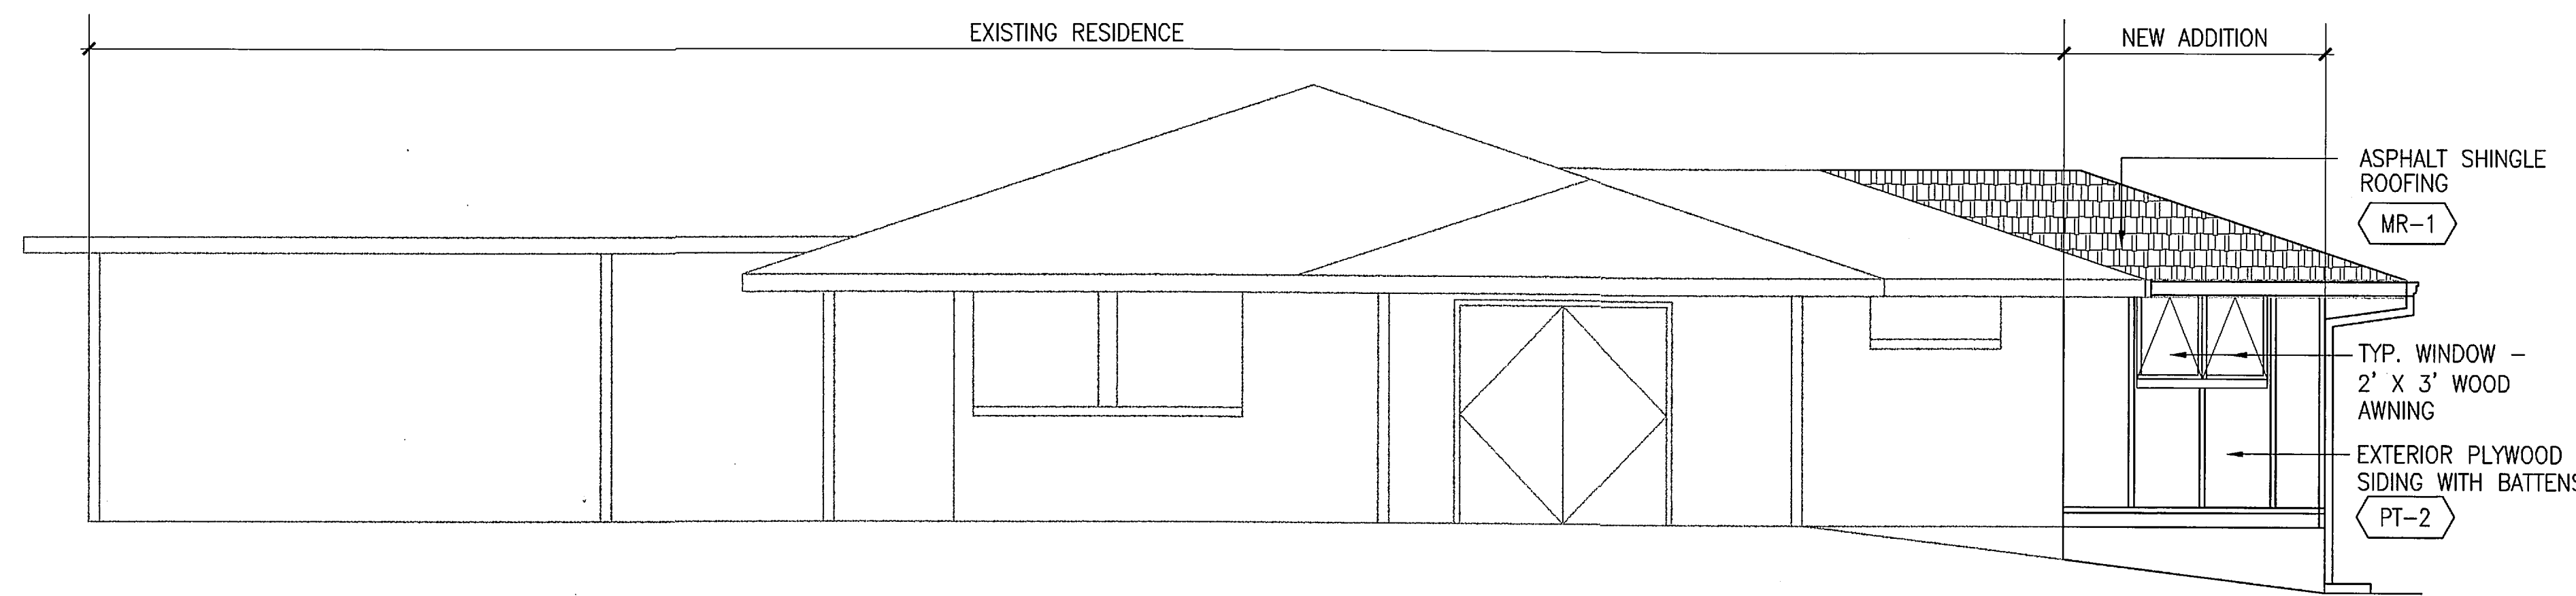 EXISTING RESIDENCE
NEW ADDITION
ASPHALT SHINGLE
ROOFING
MR-1
TYP. WINDOW -
2' X 3' WOOD
AWNING
EXTERIOR PLYWOOD
SIDING WITH BATTENS
PT-2